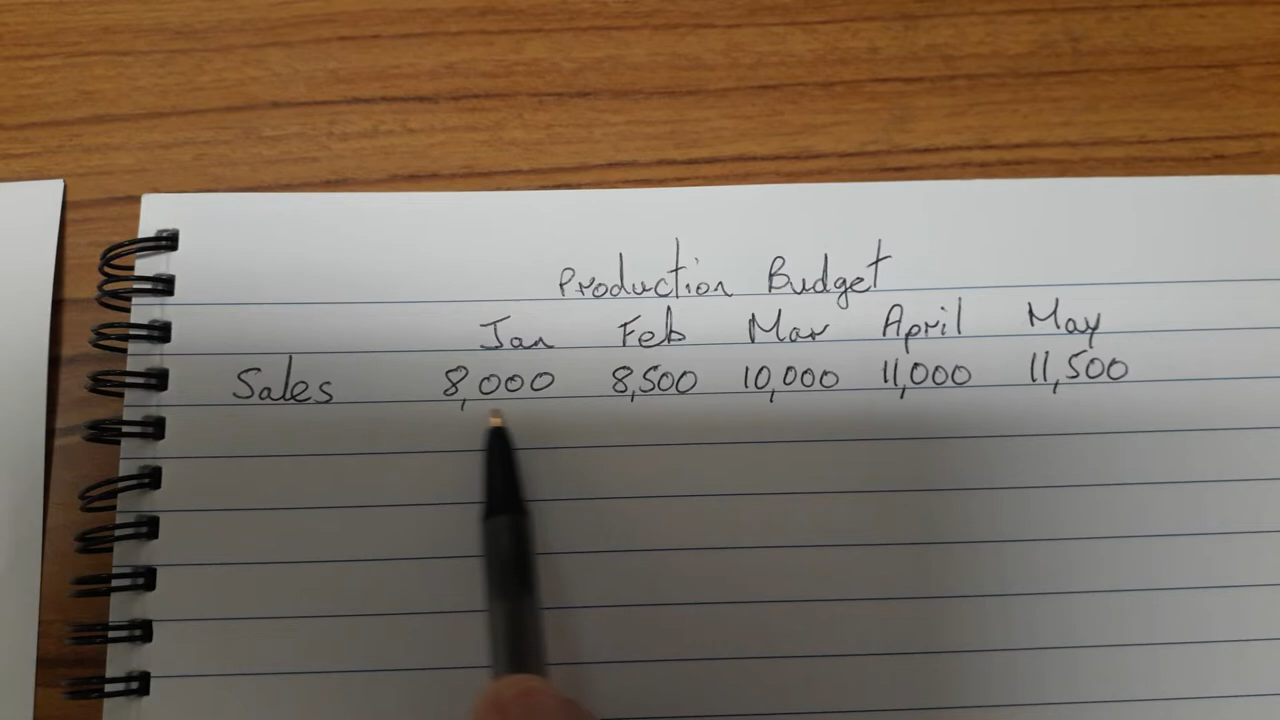 Production Budget
Jan Feb Mar April May
Sales 8,000 8,500 10,000 11,000 11,500